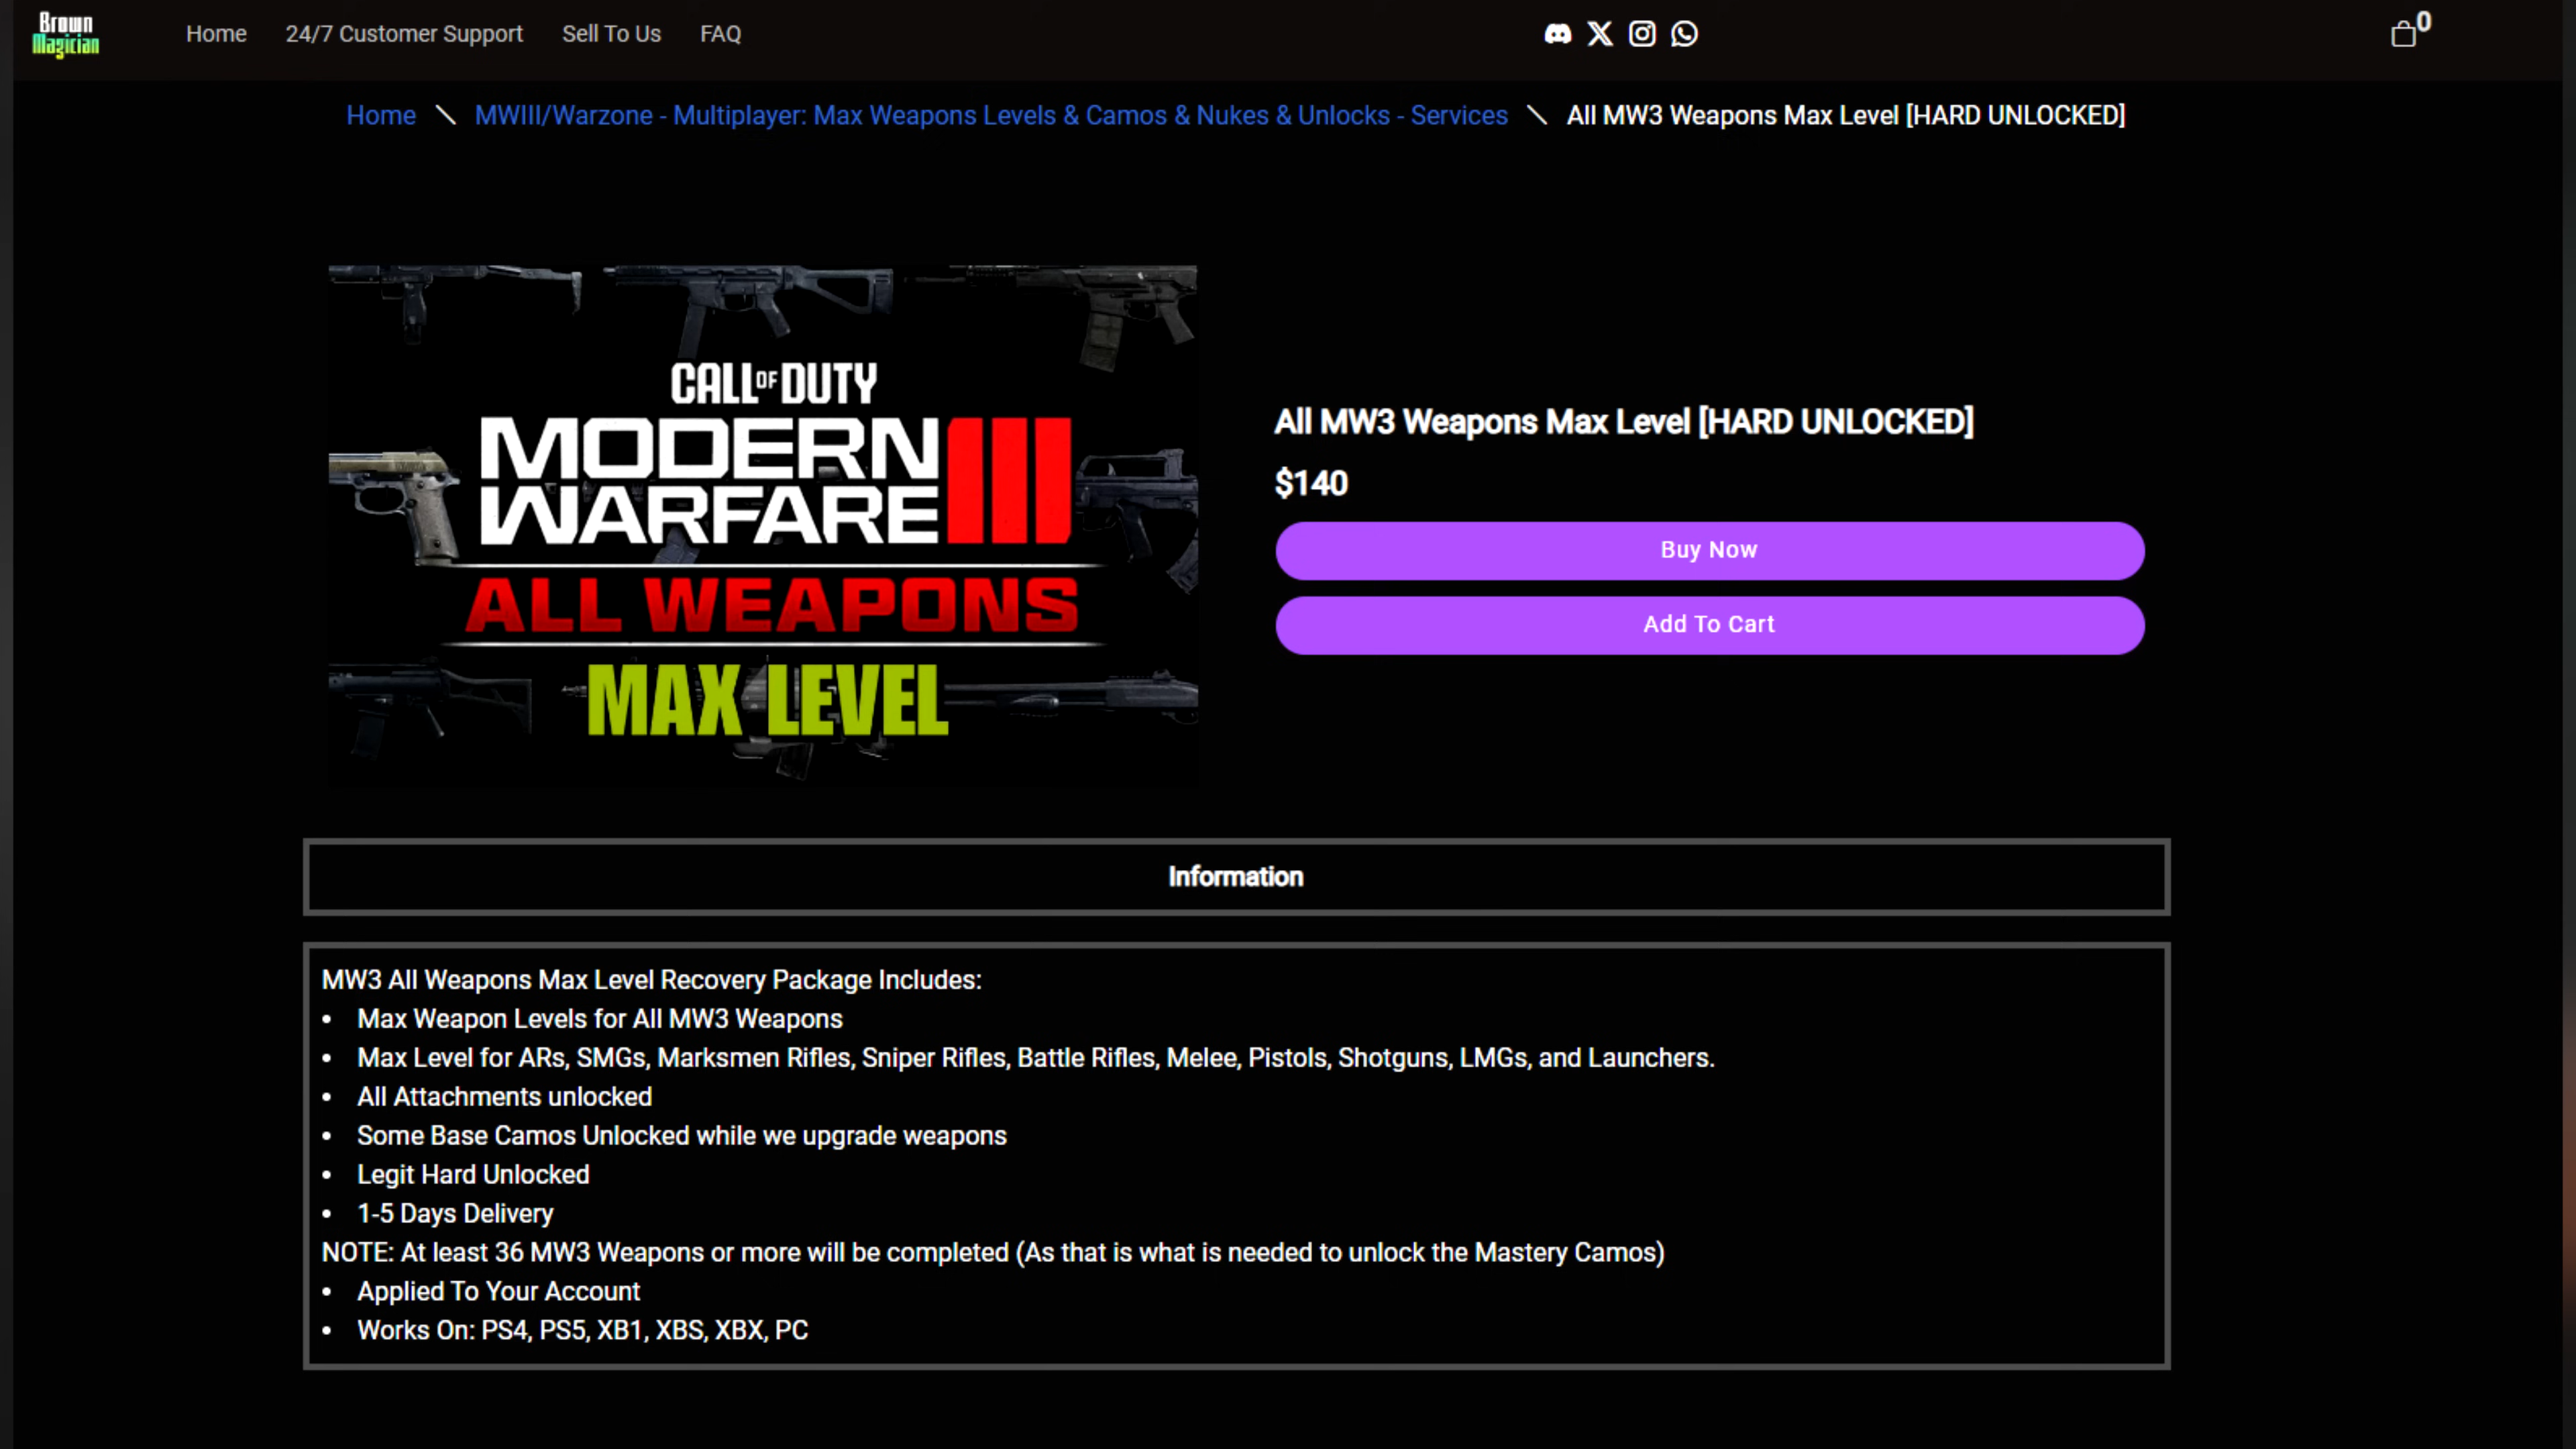 Brown
Magician
Home
24/7 Customer Support
Sell To Us
FAQ
0
Home \ MWIII/Warzone - Multiplayer: Max Weapons Levels & Camos & Nukes & Unlocks - Services \ All MW3 Weapons Max Level [HARD UNLOCKED]
CALL OF DUTY
MODERN
WARFARE III
ALL WEAPONS
MAX LEVEL
All MW3 Weapons Max Level [HARD UNLOCKED]
$140
Buy Now
Add To Cart
Information
MW3 All Weapons Max Level Recovery Package Includes:
• Max Weapon Levels for All MW3 Weapons
• Max Level for ARs, SMGs, Marksmen Rifles, Sniper Rifles, Battle Rifles, Melee, Pistols, Shotguns, LMGs, and Launchers.
• All Attachments unlocked
• Some Base Camos Unlocked while we upgrade weapons
• Legit Hard Unlocked
• 1-5 Days Delivery
NOTE: At least 36 MW3 Weapons or more will be completed (As that is what is needed to unlock the Mastery Camos)
• Applied To Your Account
• Works On: PS4, PS5, XB1, XBS, XBX, PC